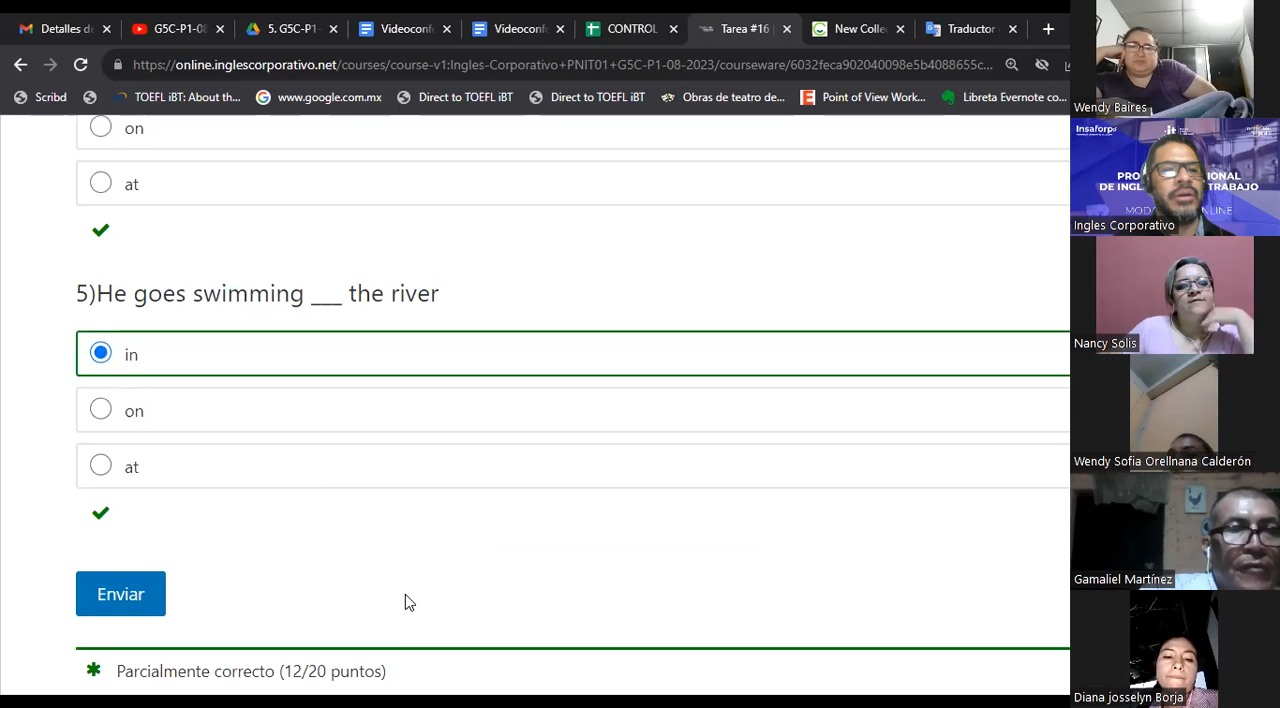 Detalles de
G5C-P1-08
5. G5C-P1-
Videoconf
Videoconf
CONTROL
Tarea #16
New Colle
Traductor
https://online.inglescorporativo.net/courses/course-v1:Ingles-Corporativo+PNIT01+G5C-P1-08-2023/courseware/6032feca902040098e5b4088655c...
Scribd
TOEFL iBT: About th...
www.google.com.mx
Direct to TOEFL iBT
Direct to TOEFL iBT
Obras de teatro de...
Point of View Work...
Libreta Evernote co...
on
at
5)He goes swimming ___ the river
in
on
at
Enviar
Parcialmente correcto (12/20 puntos)
Wendy Baires
Insaforp
Ingles Corporativo
Nancy Solis
Wendy Sofia Orellnana Calderón
Gamaliel Martínez
Diana josselyn Borja